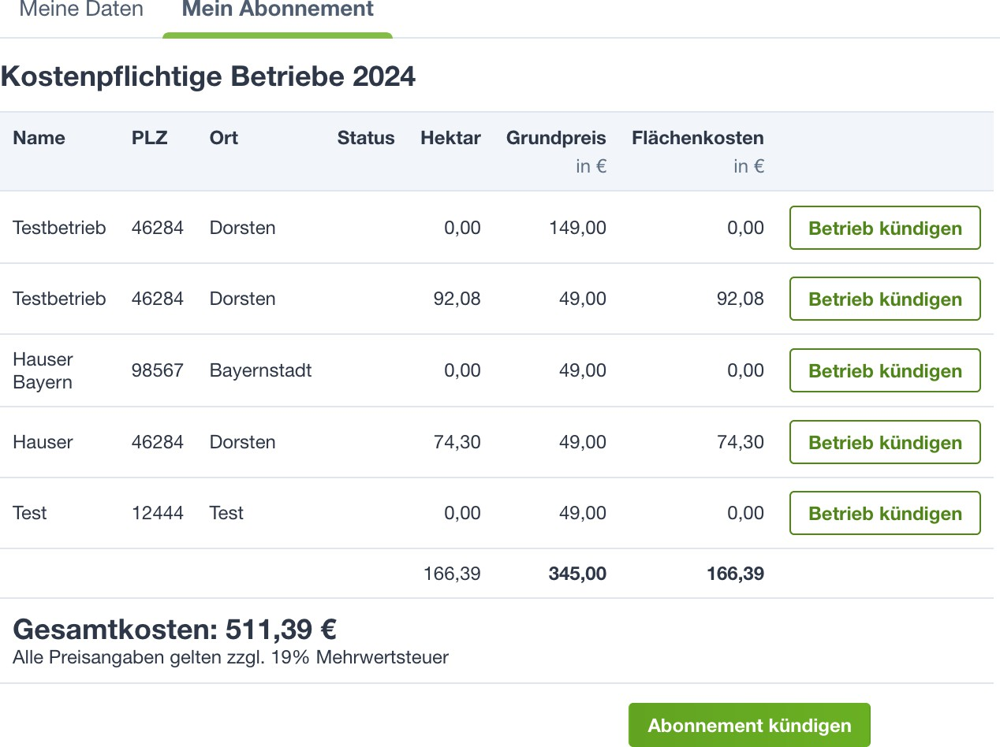 Meine Daten Mein Abonnement
Kostenpflichtige Betriebe 2024
Name PLZ Ort Status Hektar Grundpreis Flächenkosten
in € in €
Testbetrieb 46284 Dorsten 0,00 149,00 0,00 Betrieb kündigen
Testbetrieb 46284 Dorsten 92,08 49,00 92,08 Betrieb kündigen
Hauser
Bayern 98567 Bayernstadt 0,00 49,00 0,00 Betrieb kündigen
Hauser 46284 Dorsten 74,30 49,00 74,30 Betrieb kündigen
Test 12444 Test 0,00 49,00 0,00 Betrieb kündigen
166,39 345,00 166,39
Gesamtkosten: 511,39 €
Alle Preisangaben gelten zzgl. 19% Mehrwertsteuer
Abonnement kündigen